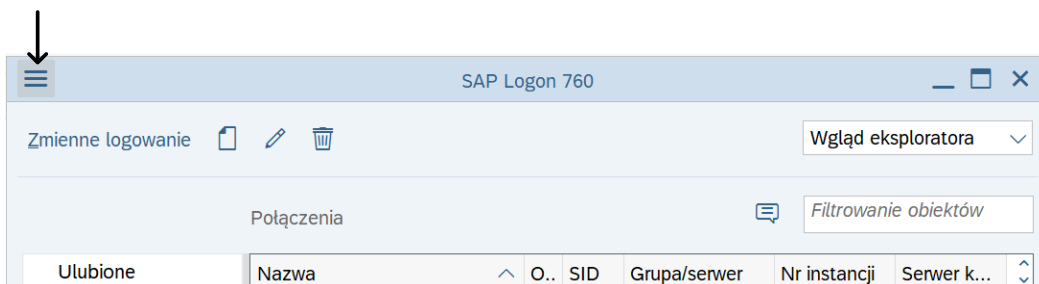 SAP Logon 760
Zmienne logowanie
Wgląd eksploratora
Połączenia
Filtrowanie obiektów
Ulubione
Nazwa O.. SID Grupa/serwer Nr instancji Serwer k...